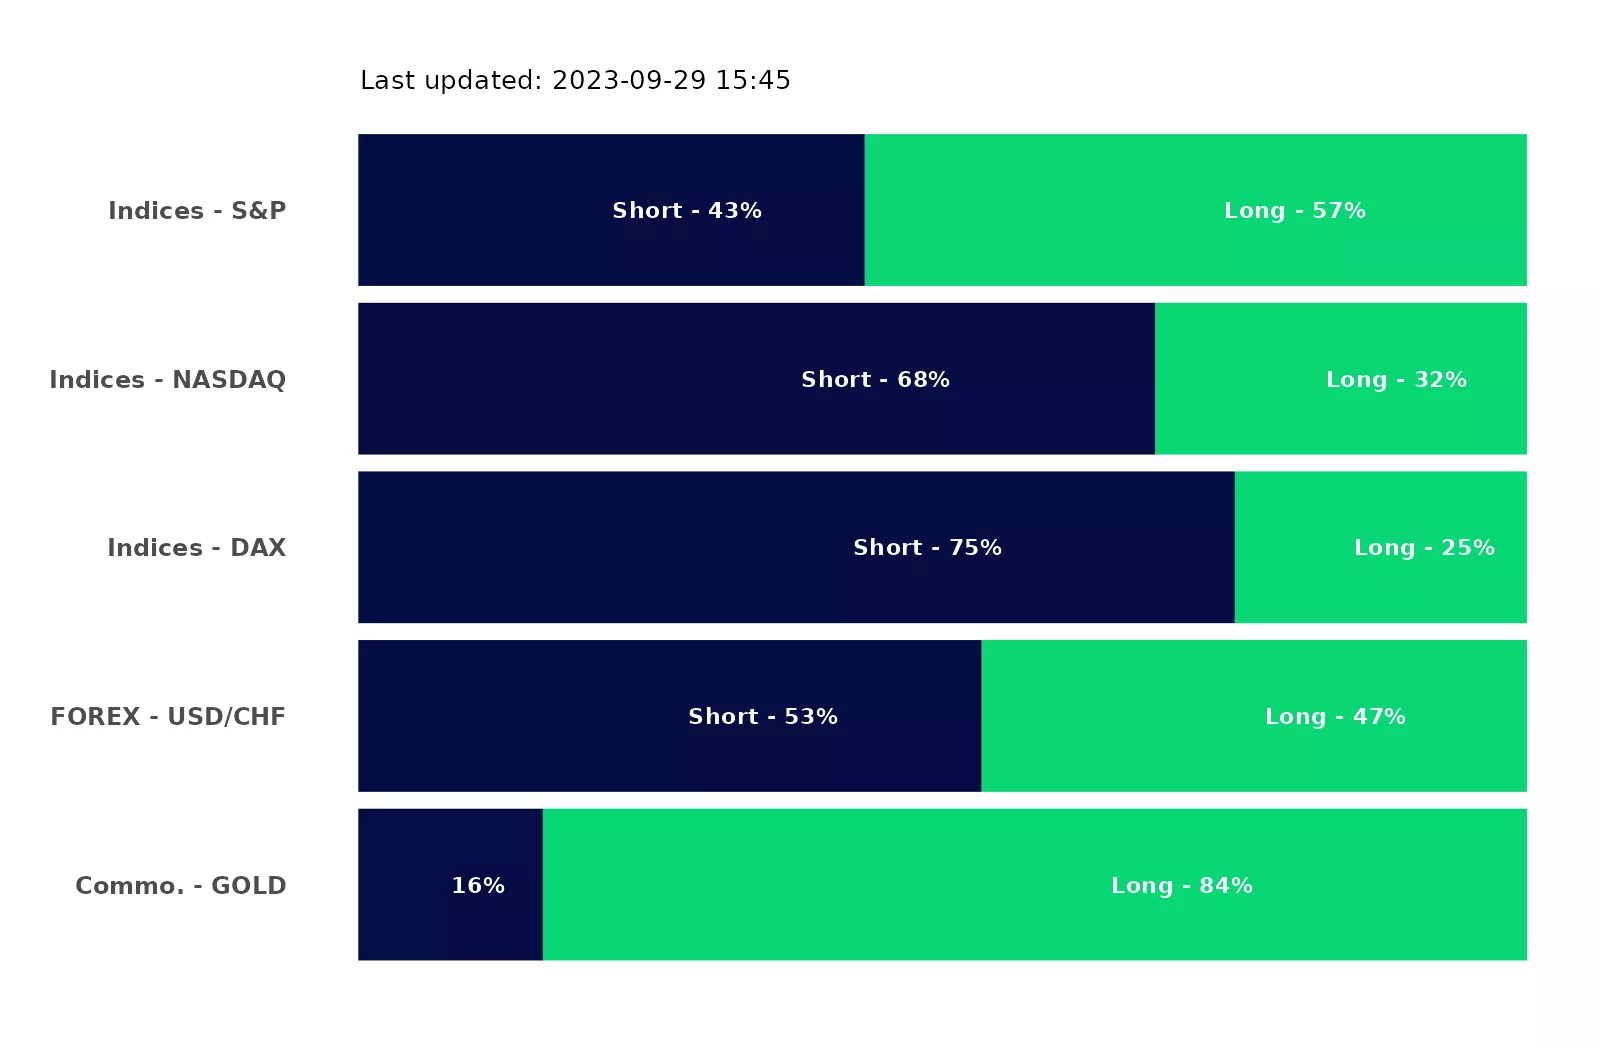 Last updated: 2023-09-29 15:45
Indices - S&P Short - 43% Long - 57%
Indices - NASDAQ Short - 68% Long - 32%
Indices - DAX Short - 75% Long - 25%
FOREX - USD/CHF Short - 53% Long - 47%
Commo. - GOLD 16% Long - 84%